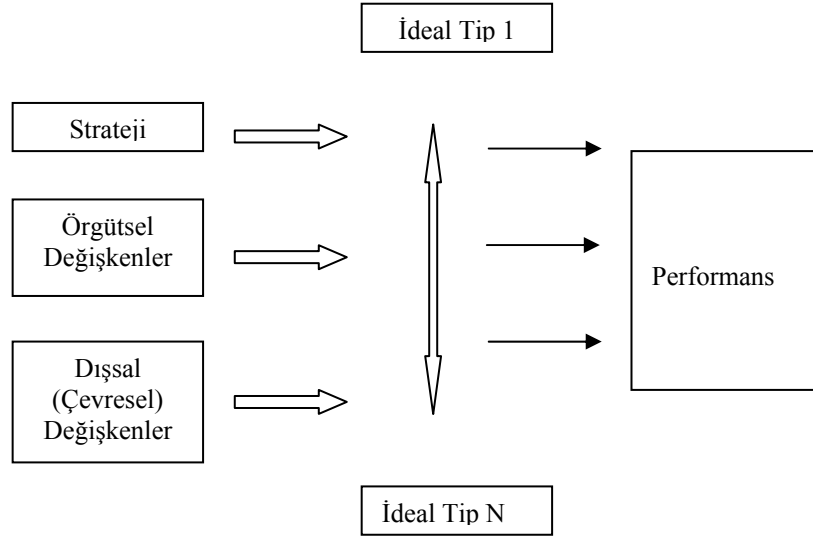 İdeal Tip 1
Strateji
Örgütsel
Değişkenler
Dışsal
(Çevresel)
Değişkenler
Performans
İdeal Tip N